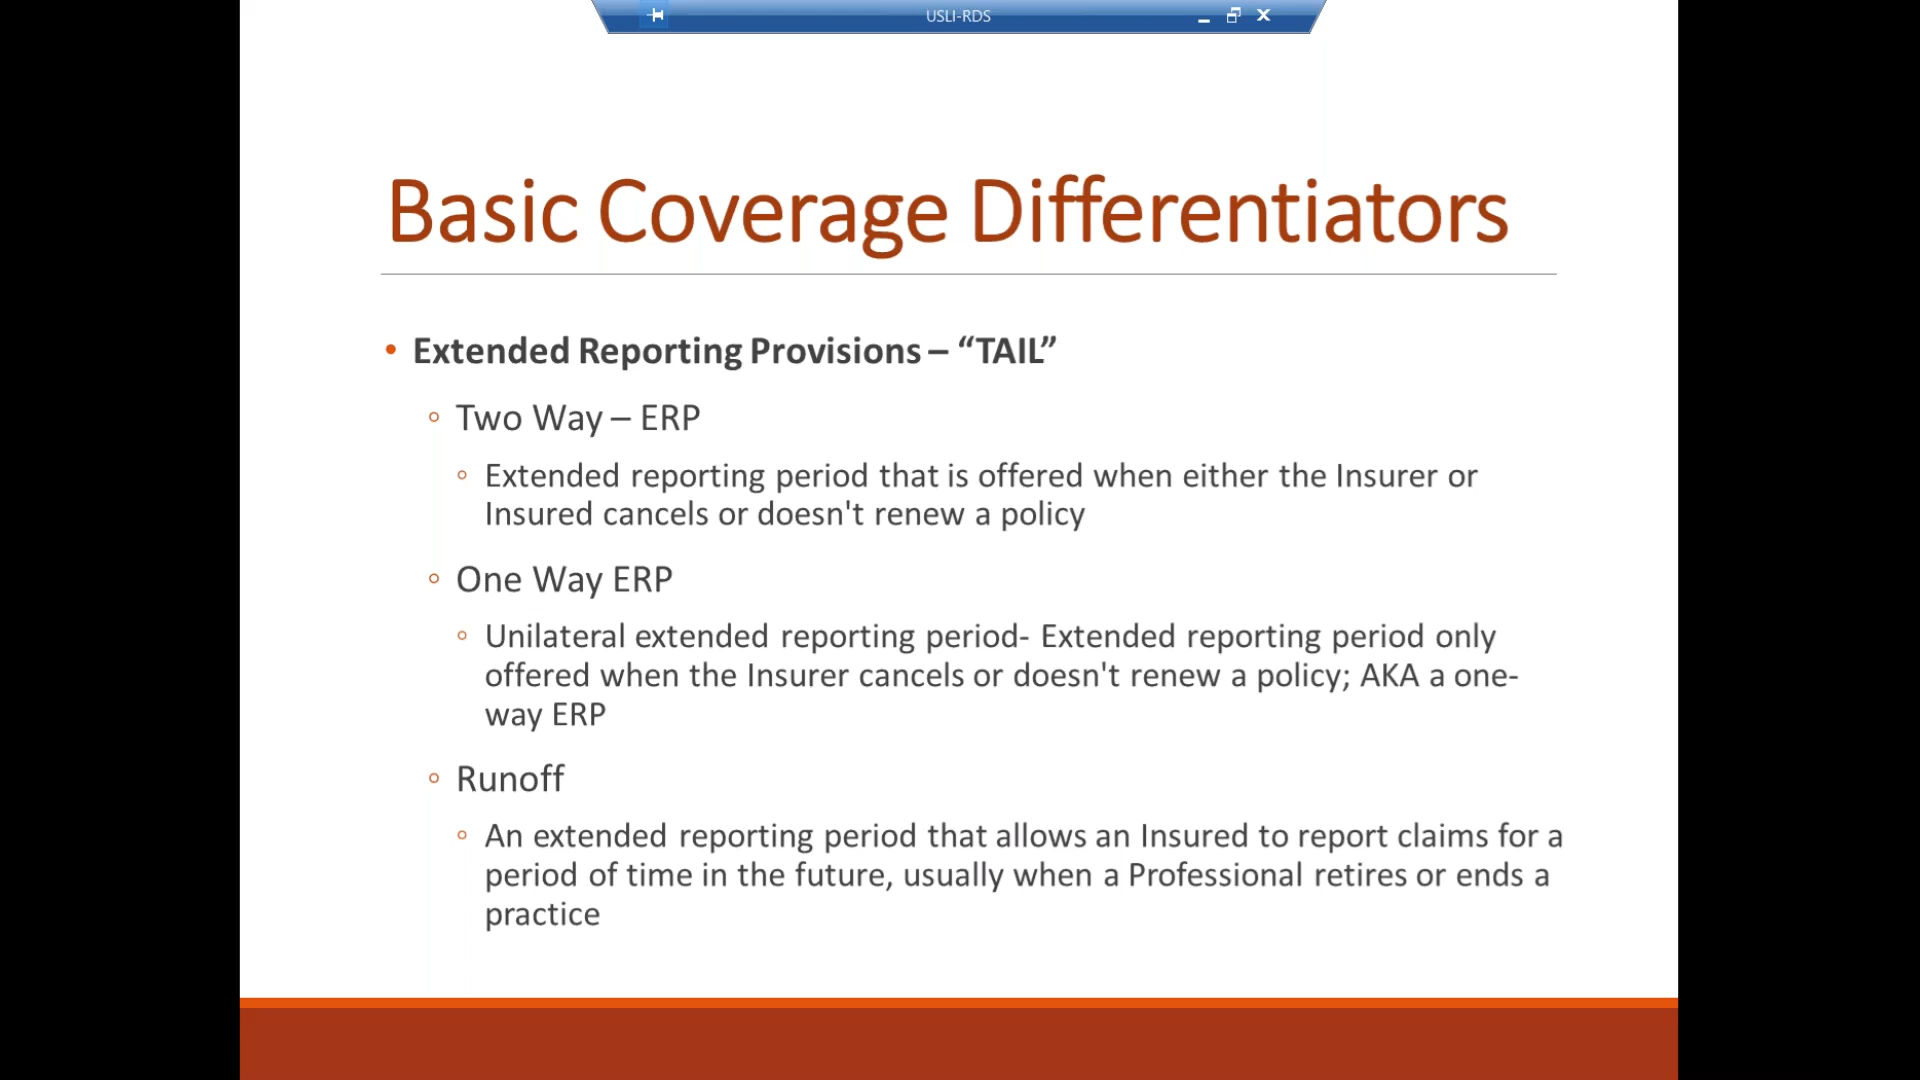 USLI-RDS
Basic Coverage Differentiators
• Extended Reporting Provisions – “TAIL”
◦ Two Way – ERP
◦ Extended reporting period that is offered when either the Insurer or
Insured cancels or doesn't renew a policy
◦ One Way ERP
◦ Unilateral extended reporting period- Extended reporting period only
offered when the Insurer cancels or doesn't renew a policy; AKA a one-
way ERP
◦ Runoff
◦ An extended reporting period that allows an Insured to report claims for a
period of time in the future, usually when a Professional retires or ends a
practice